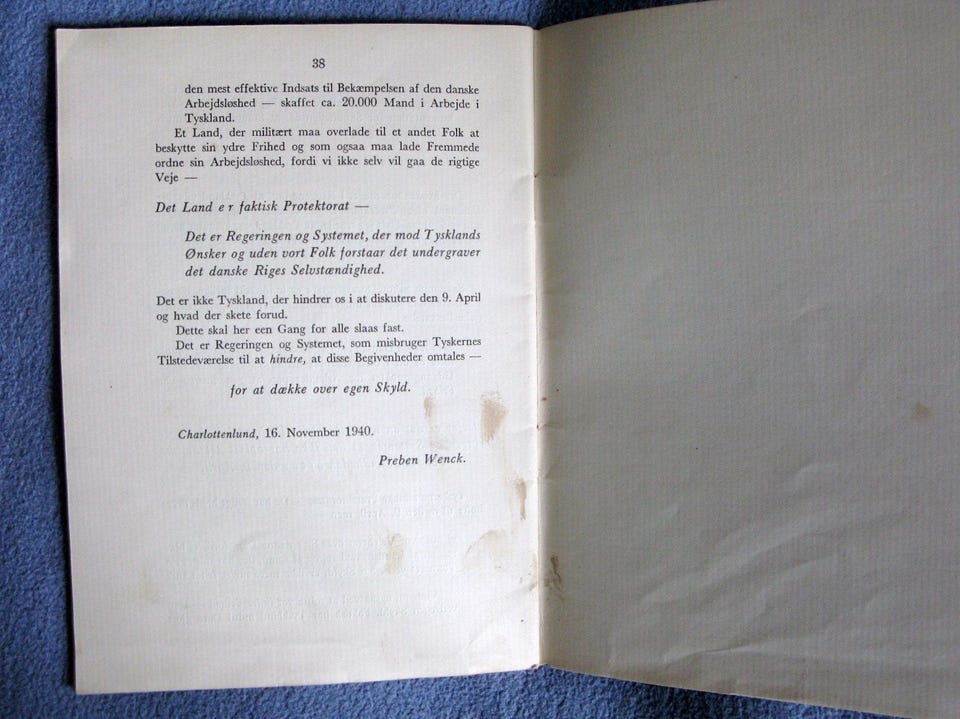 38
den mest effektive Indsats til Bekæmpelsen af den danske
Arbejdsløshed — skaffet ca. 20.000 Mand i Arbejde i
Tyskland.
Et Land, der militært maa overlade til et andet Folk at
beskytte sin ydre Frihed og som ogsaa maa lade Fremmede
ordne sin Arbejdsløshed, fordi vi ikke selv vil gaa de rigtige
Veje —
Det Land er faktisk Protektorat —
Det er Regeringen og Systemet, der mod Tysklands
Ønsker og uden vort Folk forstaar det undergraver
det danske Riges Selvstændighed.
Det er ikke Tyskland, der hindrer os i at diskutere den 9. April
og hvad der skete forud.
Dette skal her een Gang for alle slaas fast.
Det er Regeringen og Systemet, som misbruger Tyskernes
Tilstedeværelse til at hindre, at disse Begivenheder omtales —
for at dække over egen Skyld.
Charlottenlund, 16. November 1940.
Preben Wenck.